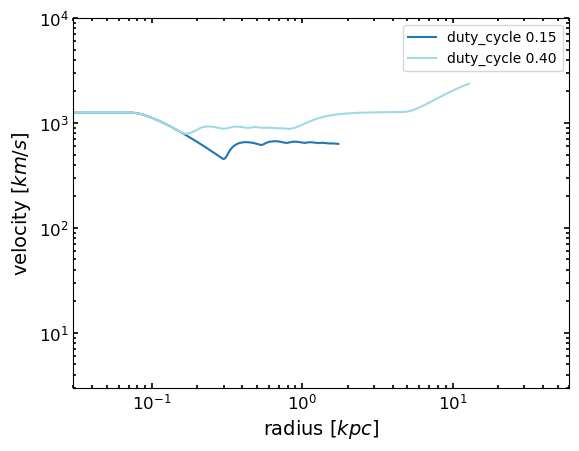 10^4
10^3
10^2
10^1
velocity [km/s]
duty_cycle 0.15
duty_cycle 0.40
10^-1 10^0 10^1
radius [kpc]